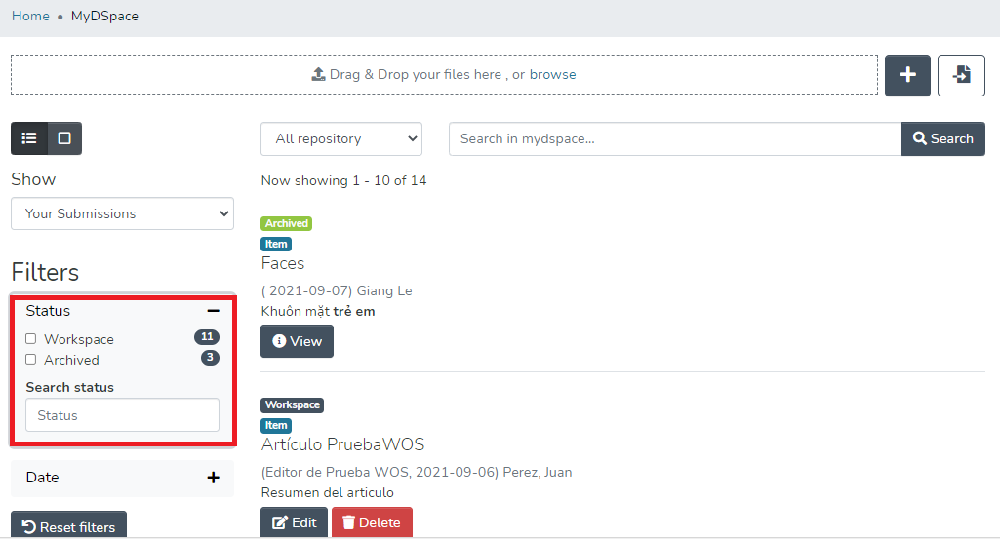 Home • MyDSpace
Drag & Drop your files here , or browse
All repository
Search in mydspace...
Search
Show
Your Submissions
Now showing 1 - 10 of 14
Filters
Status
Workspace 11
Archived 3
Search status
Status
Date
Reset filters
Archived
Item
Faces
( 2021-09-07) Giang Le
Khuôn mặt trẻ em
View
Workspace
Item
Artículo PruebaWOS
(Editor de Prueba WOS, 2021-09-06) Perez, Juan
Resumen del articulo
Edit
Delete